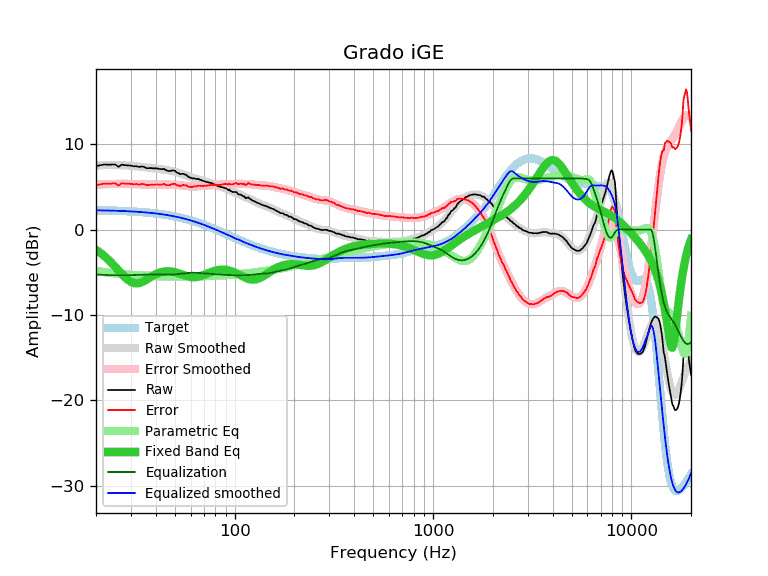 Grado iGE
Amplitude (dBr)
10
0
−10
−20
−30
Target
Raw Smoothed
Error Smoothed
Raw
Error
Parametric Eq
Fixed Band Eq
Equalization
Equalized smoothed
100
1000
10000
Frequency (Hz)